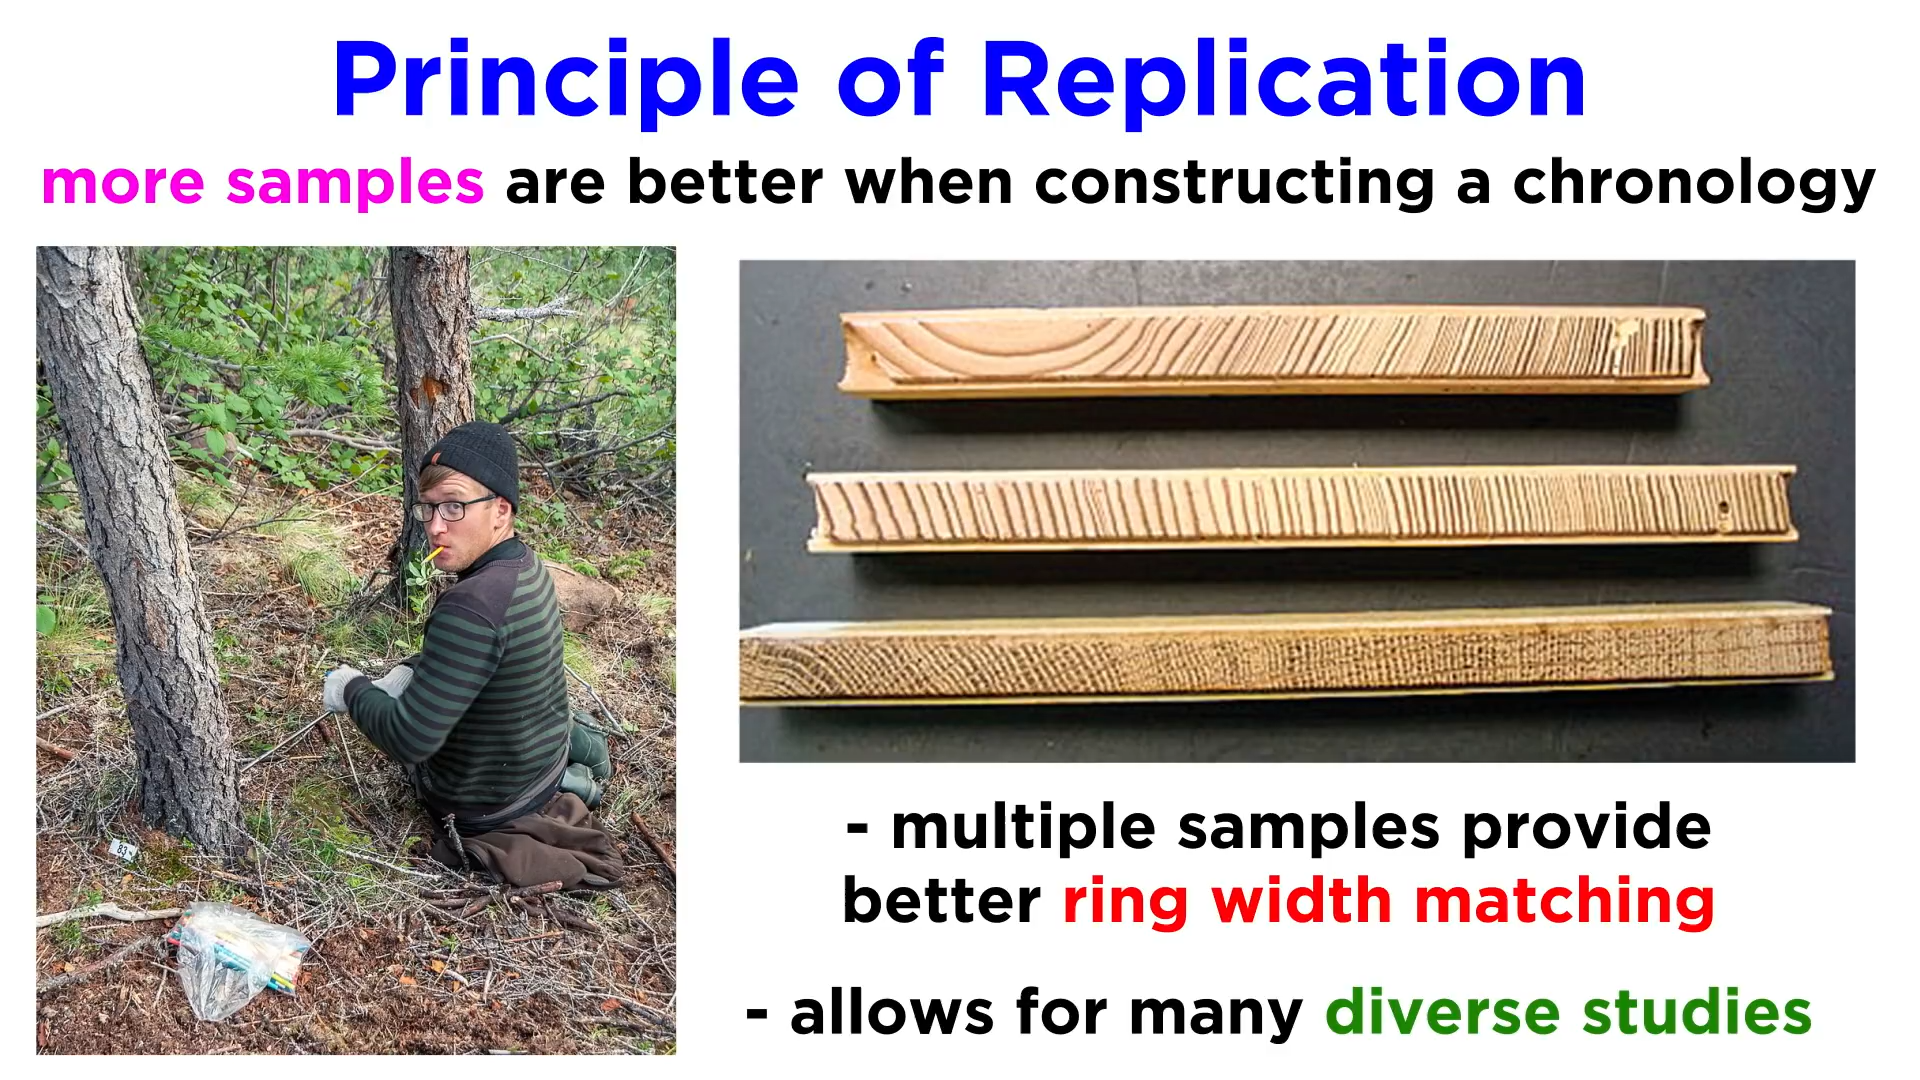 Principle of Replication
more samples are better when constructing a chronology
83
- multiple samples provide
better ring width matching
- allows for many diverse studies